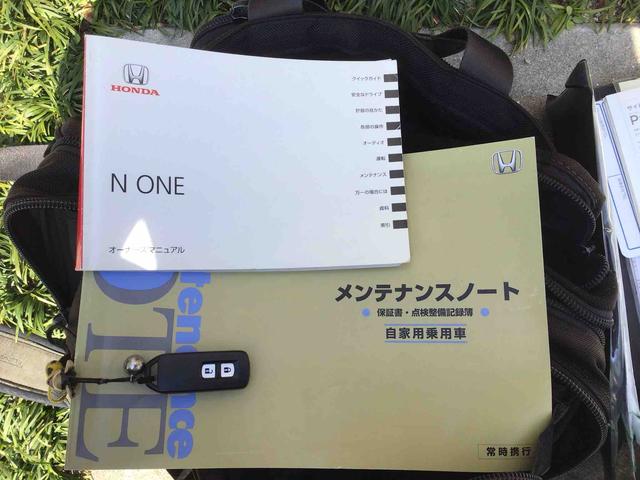 HONDA
N ONE
オーナーズマニュアル
クイックガイド
安全なドライブ
計器の見かた
各部の操作
オーディオ
運転
メンテナンス
万一の場合には
資料
索引
メンテナンスノート
保証書・点検整備記録簿
自家用乗用車
常時携行
tenance
OTE